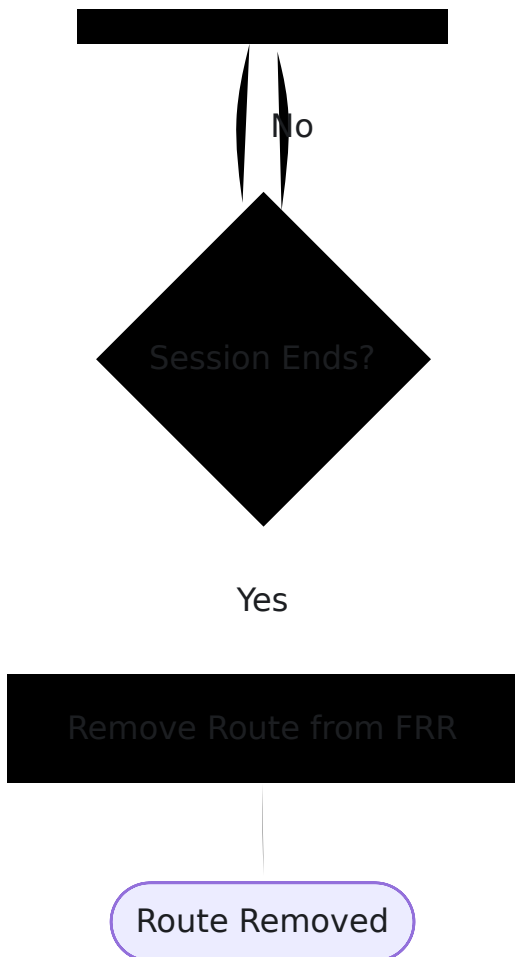 No
Session Ends?
Yes
Remove Route from FRR
Route Removed